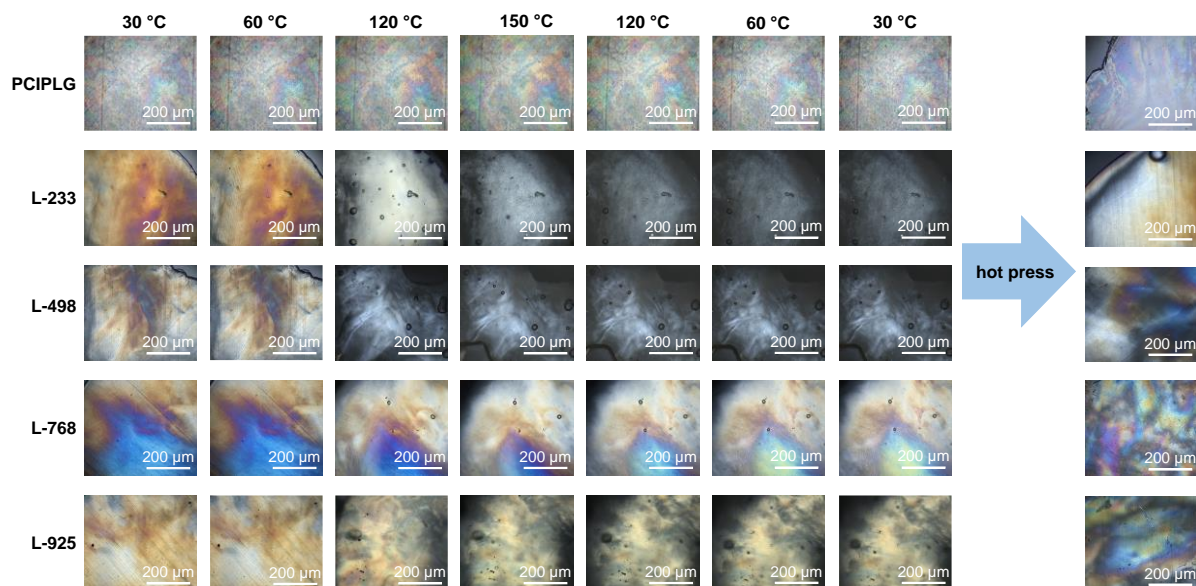 30 °C 60 °C 120 °C 150 °C 120 °C 60 °C 30 °C
PCIPLG 200 µm 200 µm 200 µm 200 µm 200 µm 200 µm 200 µm 200 µm
L-233 200 µm 200 µm 200 µm 200 µm 200 µm 200 µm 200 µm 200 µm
hot press
L-498 200 µm 200 µm 200 µm 200 µm 200 µm 200 µm 200 µm 200 µm
L-768 200 µm 200 µm 200 µm 200 µm 200 µm 200 µm 200 µm 200 µm
L-925 200 µm 200 µm 200 µm 200 µm 200 µm 200 µm 200 µm 200 µm